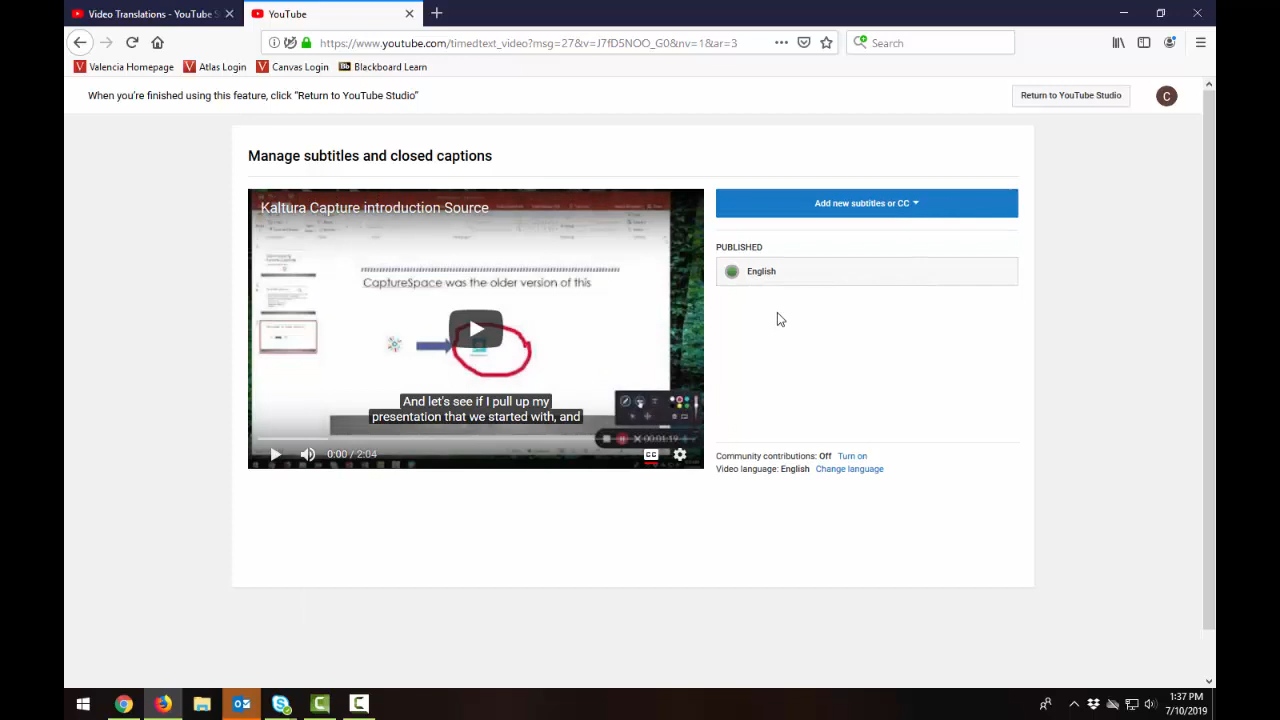 Video Translations - YouTube S
YouTube
https://www.youtube.com/timedtext_video?msg=27&v=J7fD5NOO_G0&nv=1&ar=3
Search
Valencia Homepage
Atlas Login
Canvas Login
Bb
Blackboard Learn
When you're finished using this feature, click "Return to YouTube Studio"
Return to YouTube Studio
C
Manage subtitles and closed captions
Kaltura Capture introduction Source
CaptureSpace was the older version of this
And let's see if I pull up my
presentation that we started with, and
00:01:19
0:00 / 2:04
CC
Add new subtitles or CC
PUBLISHED
English
Community contributions: Off Turn on
Video language: English Change language
1:37 PM
7/10/2019